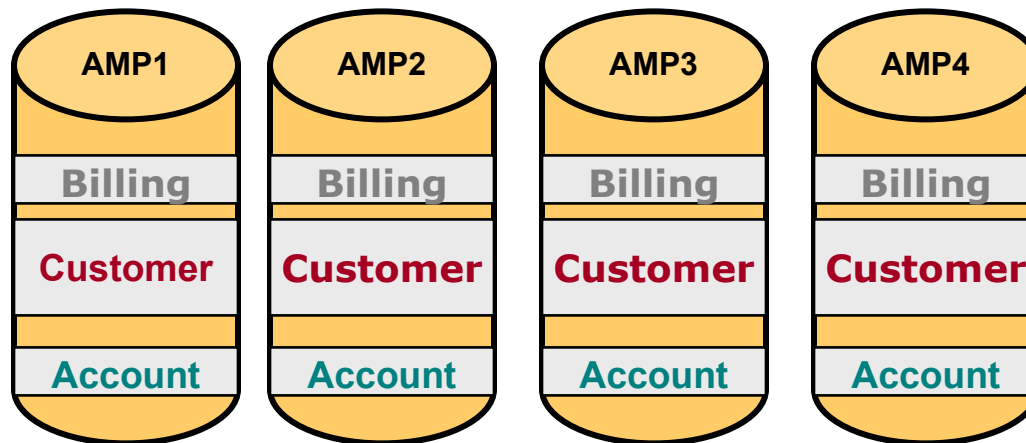 AMP1 AMP2 AMP3 AMP4
Billing Billing Billing Billing
Customer Customer Customer Customer
Account Account Account Account